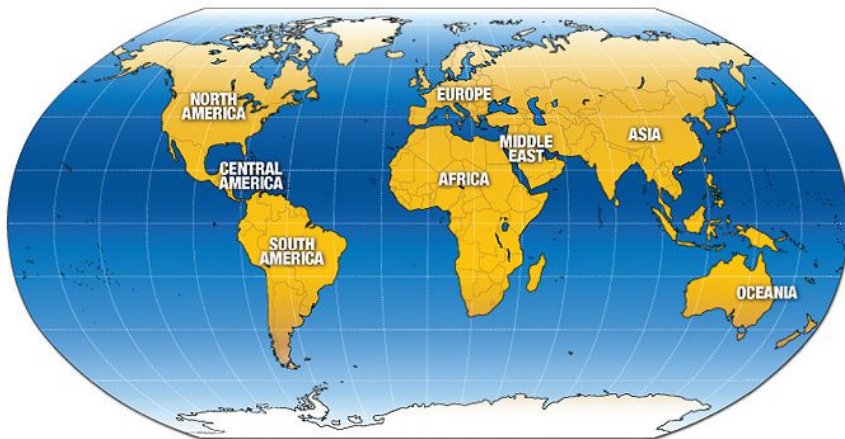 NORTH
AMERICA
CENTRAL
AMERICA
SOUTH
AMERICA
EUROPE
MIDDLE
EAST
AFRICA
ASIA
OCEANIA